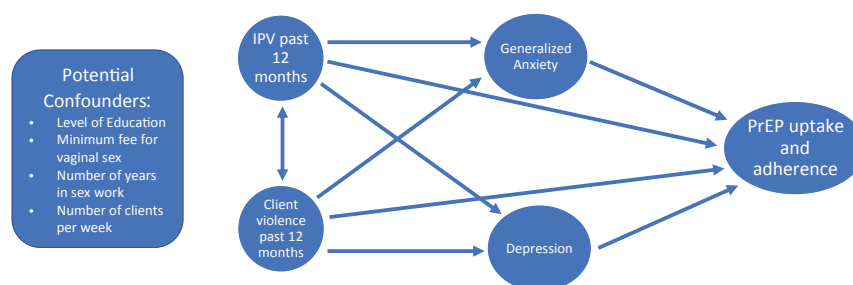 Potential
Confounders:
• Level of Education
• Minimum fee for
vaginal sex
• Number of years
in sex work
• Number of clients
per week
IPV past
12
months
Client
violence
past 12
months
Generalized
Anxiety
Depression
PrEP uptake
and
adherence